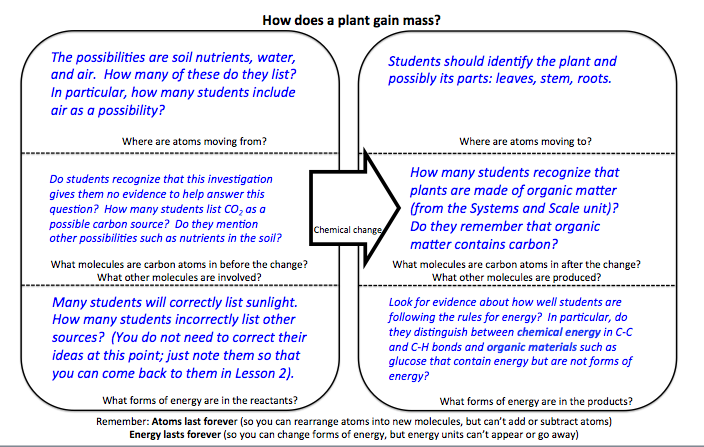 How does a plant gain mass?
The possibilities are soil nutrients, water,
and air. How many of these do they list?
In particular, how many students include
air as a possibility?
Where are atoms moving from?
Students should identify the plant and
possibly its parts: leaves, stem, roots.
Where are atoms moving to?
Do students recognize that this investigation
gives them no evidence to help answer this
question? How many students list CO₂ as a
possible carbon source? Do they mention
other possibilities such as nutrients in the soil?
What molecules are carbon atoms in before the change?
What other molecules are involved?
Chemical change
How many students recognize that
plants are made of organic matter
(from the Systems and Scale unit)?
Do they remember that organic
matter contains carbon?
What molecules are carbon atoms in after the change?
What other molecules are produced?
Many students will correctly list sunlight.
How many students incorrectly list other
sources? (You do not need to correct their
ideas at this point; just note them so that
you can come back to them in Lesson 2).
What forms of energy are in the reactants?
Look for evidence about how well students are
following the rules for energy? In particular, do
they distinguish between chemical energy in C-C
and C-H bonds and organic materials such as
glucose that contain energy but are not forms of
energy?
What forms of energy are in the products?
Remember: Atoms last forever (so you can rearrange atoms into new molecules, but can't add or subtract atoms)
Energy lasts forever (so you can change forms of energy, but energy units can't appear or go away)